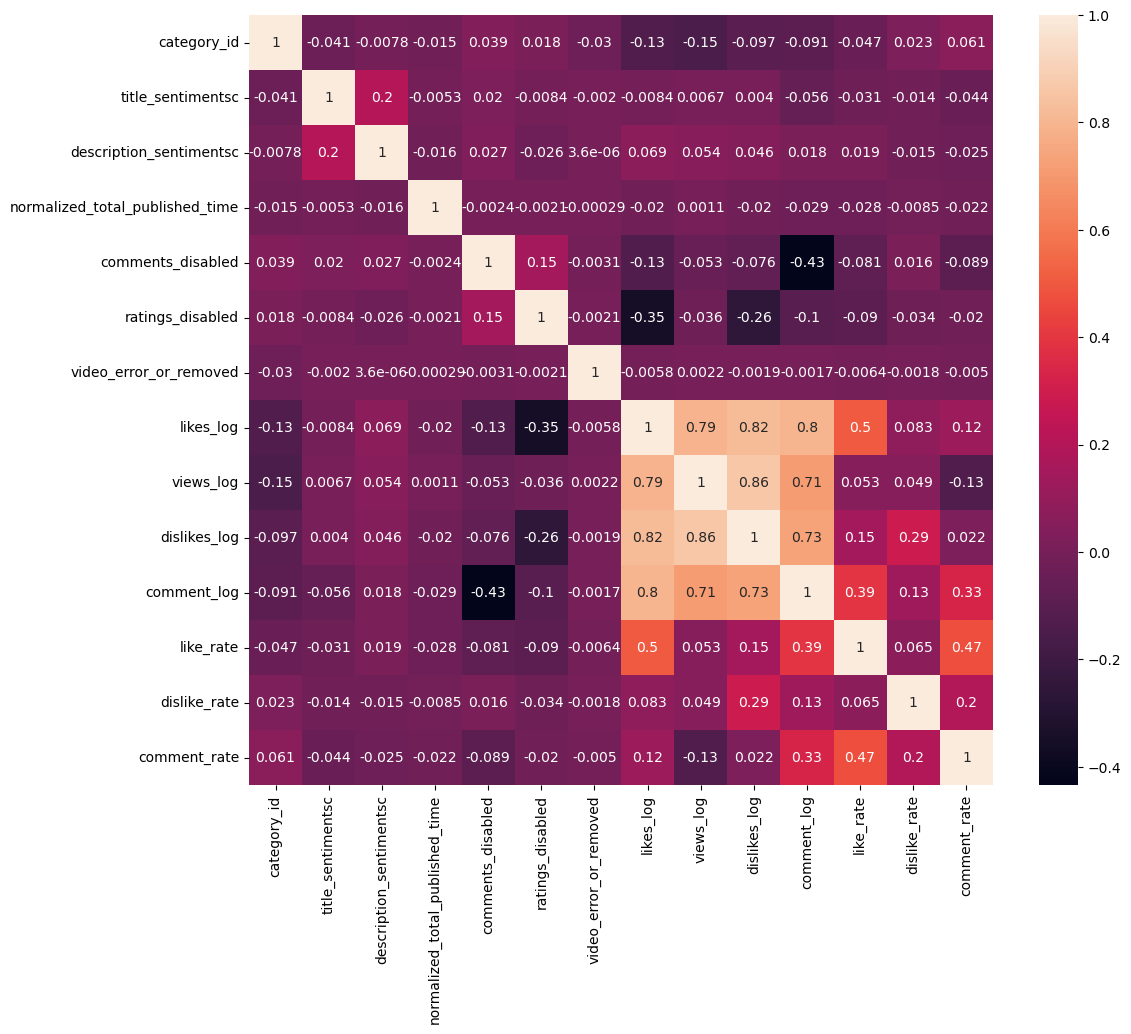 category_id 1 -0.041 -0.0078 -0.015 0.039 0.018 -0.03 -0.13 -0.15 -0.097 -0.091 -0.047 0.023 0.061
title_sentimentsc -0.041 1 0.2 -0.0053 0.02 -0.0084 -0.002 -0.0084 0.0067 0.004 -0.056 -0.031 -0.014 -0.044
description_sentimentsc -0.0078 0.2 1 -0.016 0.027 -0.026 3.6e-06 0.069 0.054 0.046 0.018 0.019 -0.015 -0.025
normalized_total_published_time -0.015 -0.0053 -0.016 1 -0.0024 -0.0021 -0.00029 -0.02 0.0011 -0.02 -0.029 -0.028 -0.0085 -0.022
comments_disabled 0.039 0.02 0.027 -0.0024 1 0.15 -0.0031 -0.13 -0.053 -0.076 -0.43 -0.081 0.016 -0.089
ratings_disabled 0.018 -0.0084 -0.026 -0.0021 0.15 1 -0.0021 -0.35 -0.036 -0.26 -0.1 -0.09 -0.034 -0.02
video_error_or_removed -0.03 -0.002 3.6e-06 -0.00029 -0.0031 -0.0021 1 -0.0058 0.0022 -0.0019 -0.0017 -0.0064 -0.0018 -0.005
likes_log -0.13 -0.0084 0.069 -0.02 -0.13 -0.35 -0.0058 1 0.79 0.82 0.8 0.5 0.083 0.12
views_log -0.15 0.0067 0.054 0.0011 -0.053 -0.036 0.0022 0.79 1 0.86 0.71 0.053 0.049 -0.13
dislikes_log -0.097 0.004 0.046 -0.02 -0.076 -0.26 -0.0019 0.82 0.86 1 0.73 0.15 0.29 0.022
comment_log -0.091 -0.056 0.018 -0.029 -0.43 -0.1 -0.0017 0.8 0.71 0.73 1 0.39 0.13 0.33
like_rate -0.047 -0.031 0.019 -0.028 -0.081 -0.09 -0.0064 0.5 0.053 0.15 0.39 1 0.065 0.47
dislike_rate 0.023 -0.014 -0.015 -0.0085 0.016 -0.034 -0.0018 0.083 0.049 0.29 0.13 0.065 1 0.2
comment_rate 0.061 -0.044 -0.025 -0.022 -0.089 -0.02 -0.005 0.12 -0.13 0.022 0.33 0.47 0.2 1
category_id
title_sentimentsc
description_sentimentsc
normalized_total_published_time
comments_disabled
ratings_disabled
video_error_or_removed
likes_log
views_log
dislikes_log
comment_log
like_rate
dislike_rate
comment_rate
1.0
0.8
0.6
0.4
0.2
0.0
−0.2
−0.4